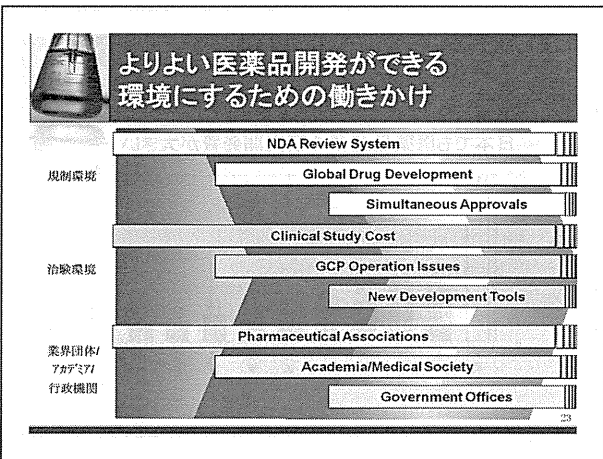 よりよい医薬品開発ができる
環境にするための働きかけ
NDA Review System
規制環境
Global Drug Development
Simultaneous Approvals
Clinical Study Cost
治験環境
GCP Operation Issues
New Development Tools
Pharmaceutical Associations
業界団体/
アカデミア/
行政機関
Academia/Medical Society
Government Offices
23